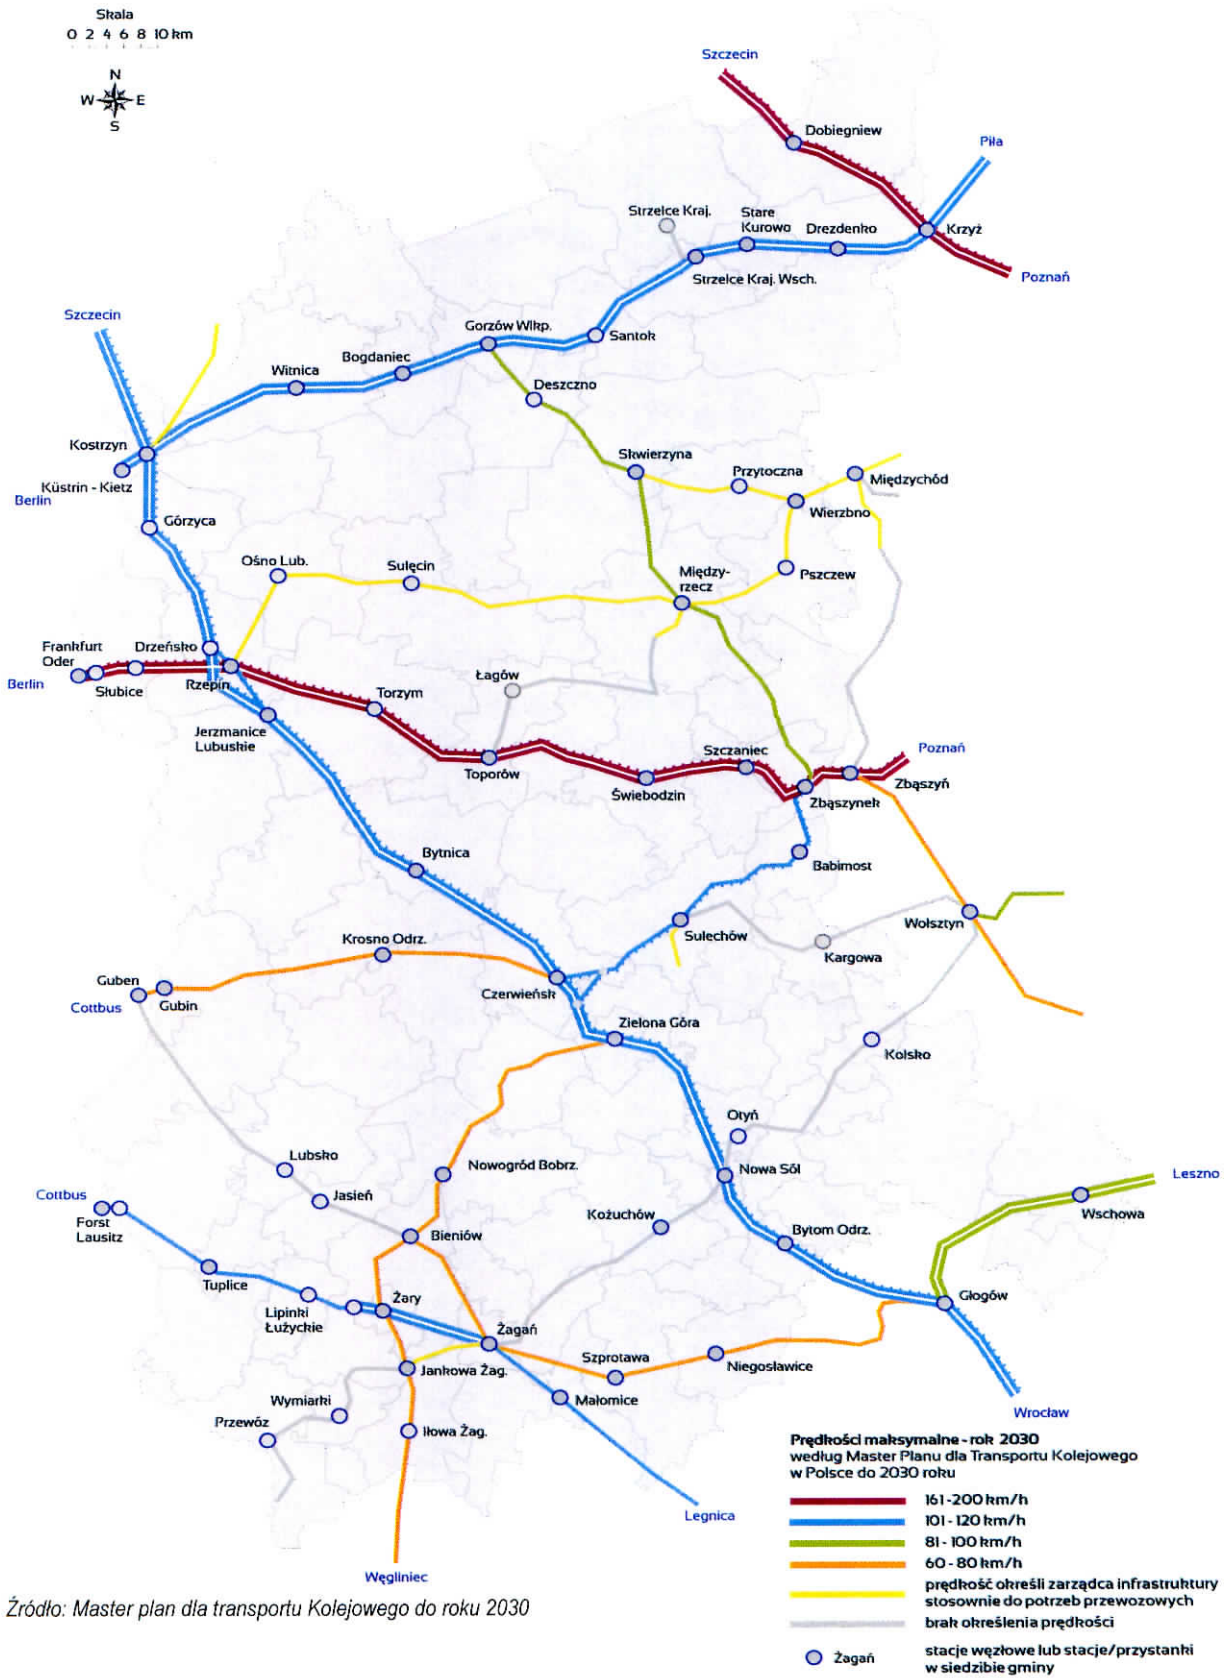 Skala
0 2 4 6 8 10 km
N
W E
S
Szczecin
Dobiegniew
Piła
Strzelce Kraj.
Stare
Kurowo
Drezdenko
Krzyż
Strzelce Kraj. Wsch.
Poznań
Szczecin
Gorzów Wlkp.
Santok
Bogdaniec
Witnica
Deszczno
Kostrzyn
Küstrin - Kietz
Berlin
Skwierzyna
Przytoczna
Międzychód
Wierzbno
Górzyca
Ośno Lub.
Sulęcin
Między-
rzecz
Pszczew
Frankfurt
Oder
Drzeńsko
Berlin
Słubice
Rzepin
Łagów
Torzym
Jerzmanice
Lubuskie
Toporów
Szczaniec
Poznań
Świebodzin
Zbąszynek
Zbąszyń
Bytnica
Babimost
Krosno Odrz.
Sulechów
Wolsztyn
Kargowa
Guben
Gubin
Cottbus
Czerwieńsk
Zielona Góra
Kolsko
Otyń
Lubsko
Nowogród Bobrz.
Nowa Sól
Leszno
Cottbus
Forst
Lausitz
Jasień
Kożuchów
Wschowa
Bieniów
Bytom Odrz.
Tuplice
Lipinki
Łużyckie
Żary
Głogów
Żagań
Szprotawa
Niegosławice
Jankowa Żag.
Małomice
Wymiarki
Przewóz
Iłowa Żag.
Wrocław
Legnica
Węgliniec
Prędkości maksymalne - rok 2030
według Master Planu dla Transportu Kolejowego
w Polsce do 2030 roku
161 - 200 km/h
101 - 120 km/h
81 - 100 km/h
60 - 80 km/h
prędkość określi zarządca infrastruktury
stosownie do potrzeb przewozowych
brak określenia prędkości
Żagań
stacje węzłowe lub stacje/przystanki
w siedzibie gminy
Źródło: Master plan dla transportu Kolejowego do roku 2030